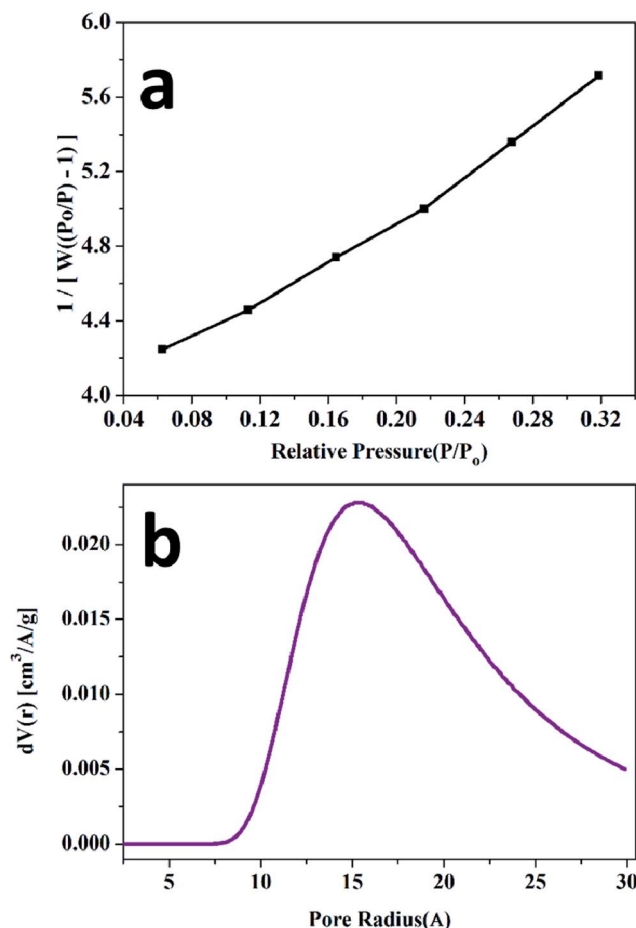 a
6.0
5.6
5.2
4.8
4.4
4.0
1 / [ W((Po/P) - 1) ]
0.04 0.08 0.12 0.16 0.20 0.24 0.28 0.32
Relative Pressure(P/Po)
b
0.020
0.015
0.010
0.005
0.000
dV(r) [cm³/A/g]
5 10 15 20 25 30
Pore Radius(A)